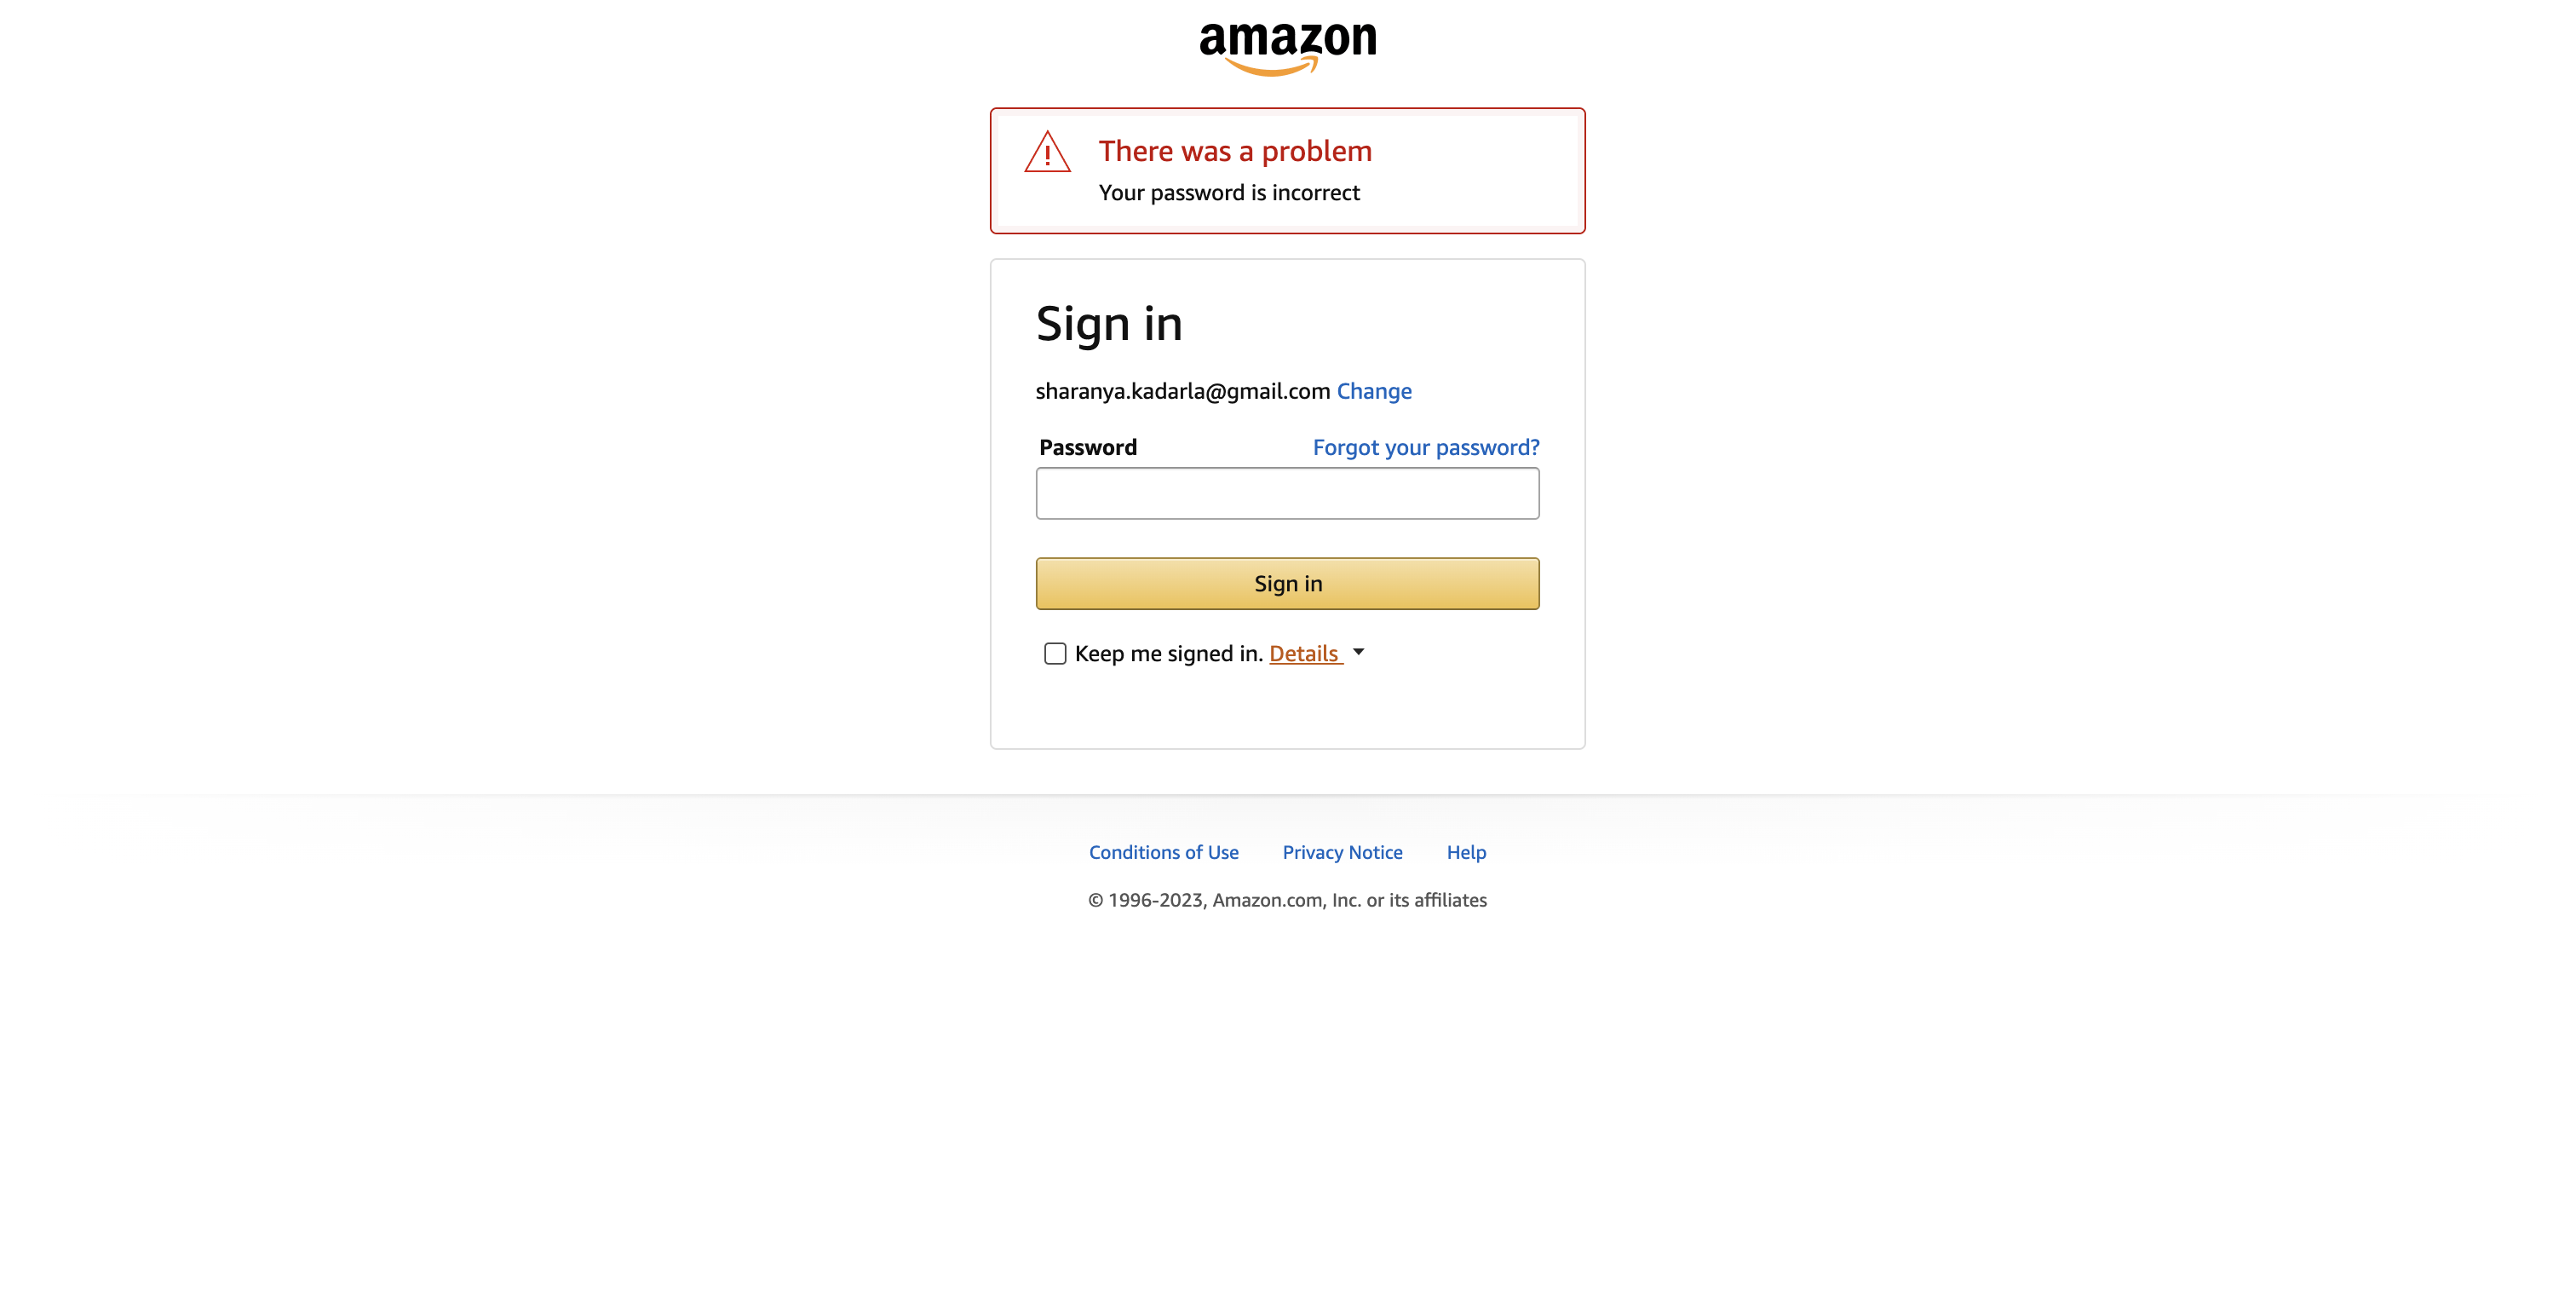 amazon
There was a problem
Your password is incorrect
Sign in
sharanya.kadarla@gmail.com Change
Password Forgot your password?
Sign in
Keep me signed in. Details
Conditions of Use Privacy Notice Help
© 1996-2023, Amazon.com, Inc. or its affiliates